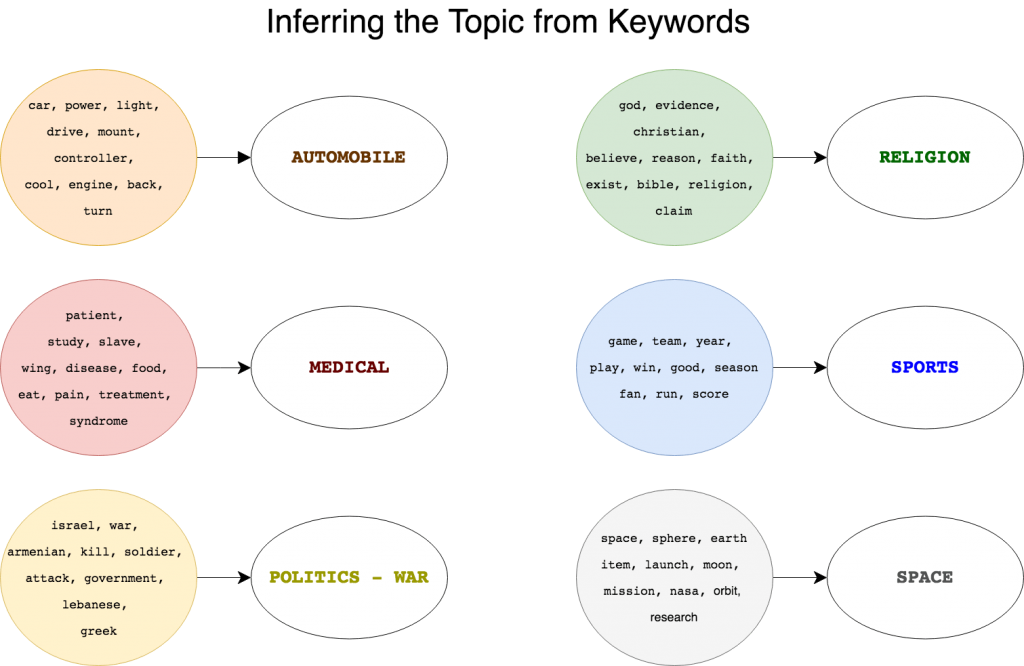 Inferring the Topic from Keywords
car, power, light,
drive, mount,
controller,
cool, engine, back,
turn
AUTOMOBILE
god, evidence,
christian,
believe, reason, faith,
exist, bible, religion,
claim
RELIGION
patient,
study, slave,
wing, disease, food,
eat, pain, treatment,
syndrome
MEDICAL
game, team, year,
play, win, good, season
fan, run, score
SPORTS
israel, war,
armenian, kill, soldier,
attack, government,
lebanese,
greek
POLITICS - WAR
space, sphere, earth
item, launch, moon,
mission, nasa, orbit,
research
SPACE